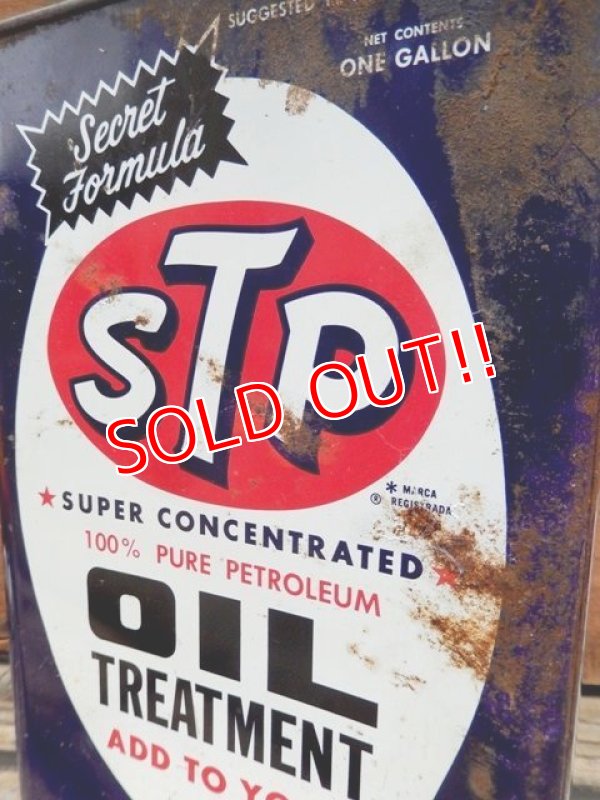 SUGGESTED
NET CONTENTS
ONE GALLON
Secret
Formula
STP
SOLD OUT!!
* MARCA
® REGISTRADA
★ SUPER CONCENTRATED ★
100% PURE PETROLEUM
OIL
TREATMENT
ADD TO